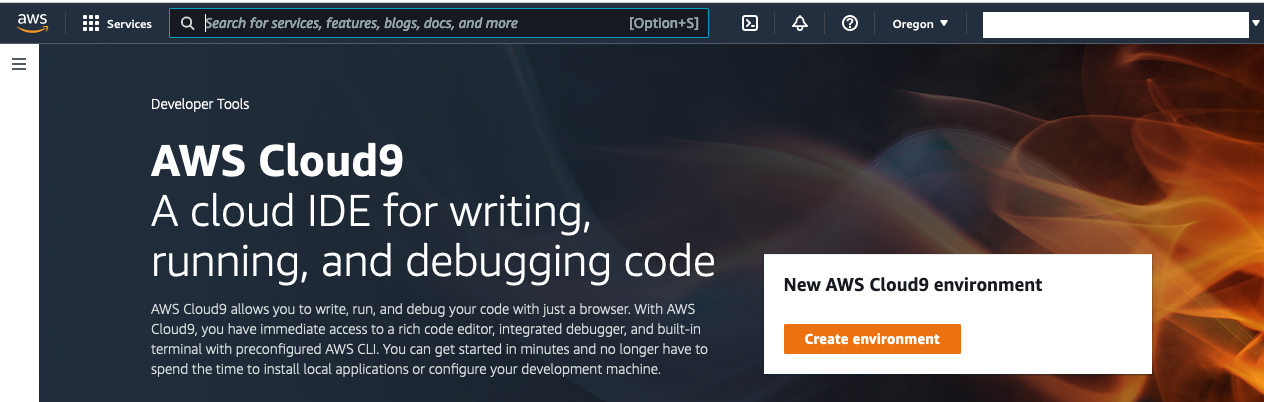 aws
Services
Search for services, features, blogs, docs, and more
[Option+S]
Oregon
Developer Tools
AWS Cloud9
A cloud IDE for writing,
running, and debugging code
AWS Cloud9 allows you to write, run, and debug your code with just a browser. With AWS
Cloud9, you have immediate access to a rich code editor, integrated debugger, and built-in
terminal with preconfigured AWS CLI. You can get started in minutes and no longer have to
spend the time to install local applications or configure your development machine.
New AWS Cloud9 environment
Create environment